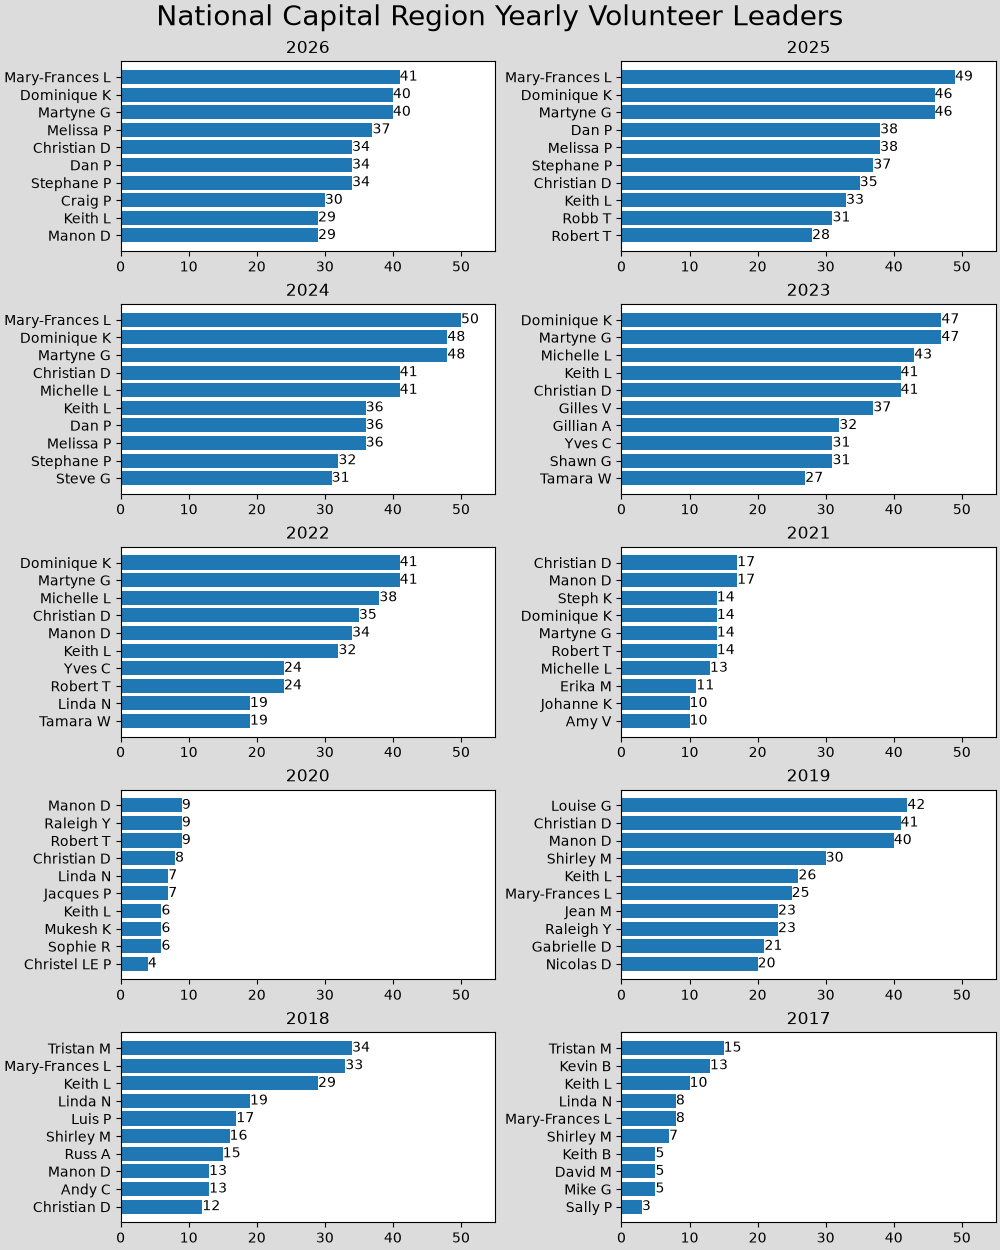 National Capital Region Yearly Volunteer Leaders
2026
Mary-Frances L 41
Dominique K 40
Martyne G 40
Melissa P 37
Christian D 34
Dan P 34
Stephane P 34
Craig P 30
Keith L 29
Manon D 29
0 10 20 30 40 50
2025
Mary-Frances L 49
Dominique K 46
Martyne G 46
Dan P 38
Melissa P 38
Stephane P 37
Christian D 35
Keith L 33
Robb T 31
Robert T 28
0 10 20 30 40 50
2024
Mary-Frances L 50
Dominique K 48
Martyne G 48
Christian D 41
Michelle L 41
Keith L 36
Dan P 36
Melissa P 36
Stephane P 32
Steve G 31
0 10 20 30 40 50
2023
Dominique K 47
Martyne G 47
Michelle L 43
Keith L 41
Christian D 41
Gilles V 37
Gillian A 32
Yves C 31
Shawn G 31
Tamara W 27
0 10 20 30 40 50
2022
Dominique K 41
Martyne G 41
Michelle L 38
Christian D 35
Manon D 34
Keith L 32
Yves C 24
Robert T 24
Linda N 19
Tamara W 19
0 10 20 30 40 50
2021
Christian D 17
Manon D 17
Steph K 14
Dominique K 14
Martyne G 14
Robert T 14
Michelle L 13
Erika M 11
Johanne K 10
Amy V 10
0 10 20 30 40 50
2020
Manon D 9
Raleigh Y 9
Robert T 9
Christian D 8
Linda N 7
Jacques P 7
Keith L 6
Mukesh K 6
Sophie R 6
Christel LE P 4
0 10 20 30 40 50
2019
Louise G 42
Christian D 41
Manon D 40
Shirley M 30
Keith L 26
Mary-Frances L 25
Jean M 23
Raleigh Y 23
Gabrielle D 21
Nicolas D 20
0 10 20 30 40 50
2018
Tristan M 34
Mary-Frances L 33
Keith L 29
Linda N 19
Luis P 17
Shirley M 16
Russ A 15
Manon D 13
Andy C 13
Christian D 12
0 10 20 30 40 50
2017
Tristan M 15
Kevin B 13
Keith L 10
Linda N 8
Mary-Frances L 8
Shirley M 7
Keith B 5
David M 5
Mike G 5
Sally P 3
0 10 20 30 40 50